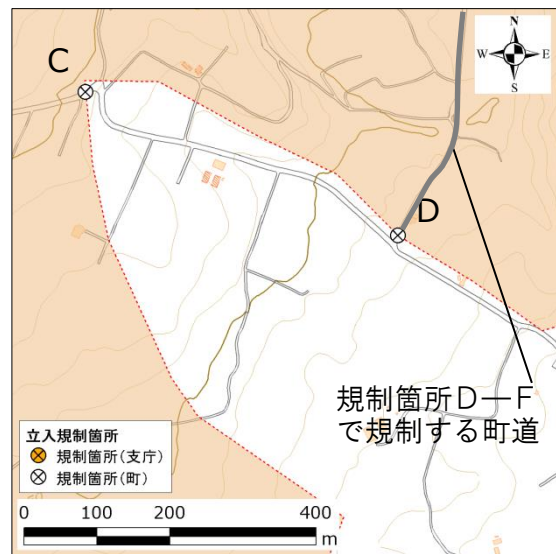 C
N
W E
S
D
規制箇所D―F
で規制する町道
立入規制箇所
規制箇所(支庁)
規制箇所(町)
0 100 200 400
m